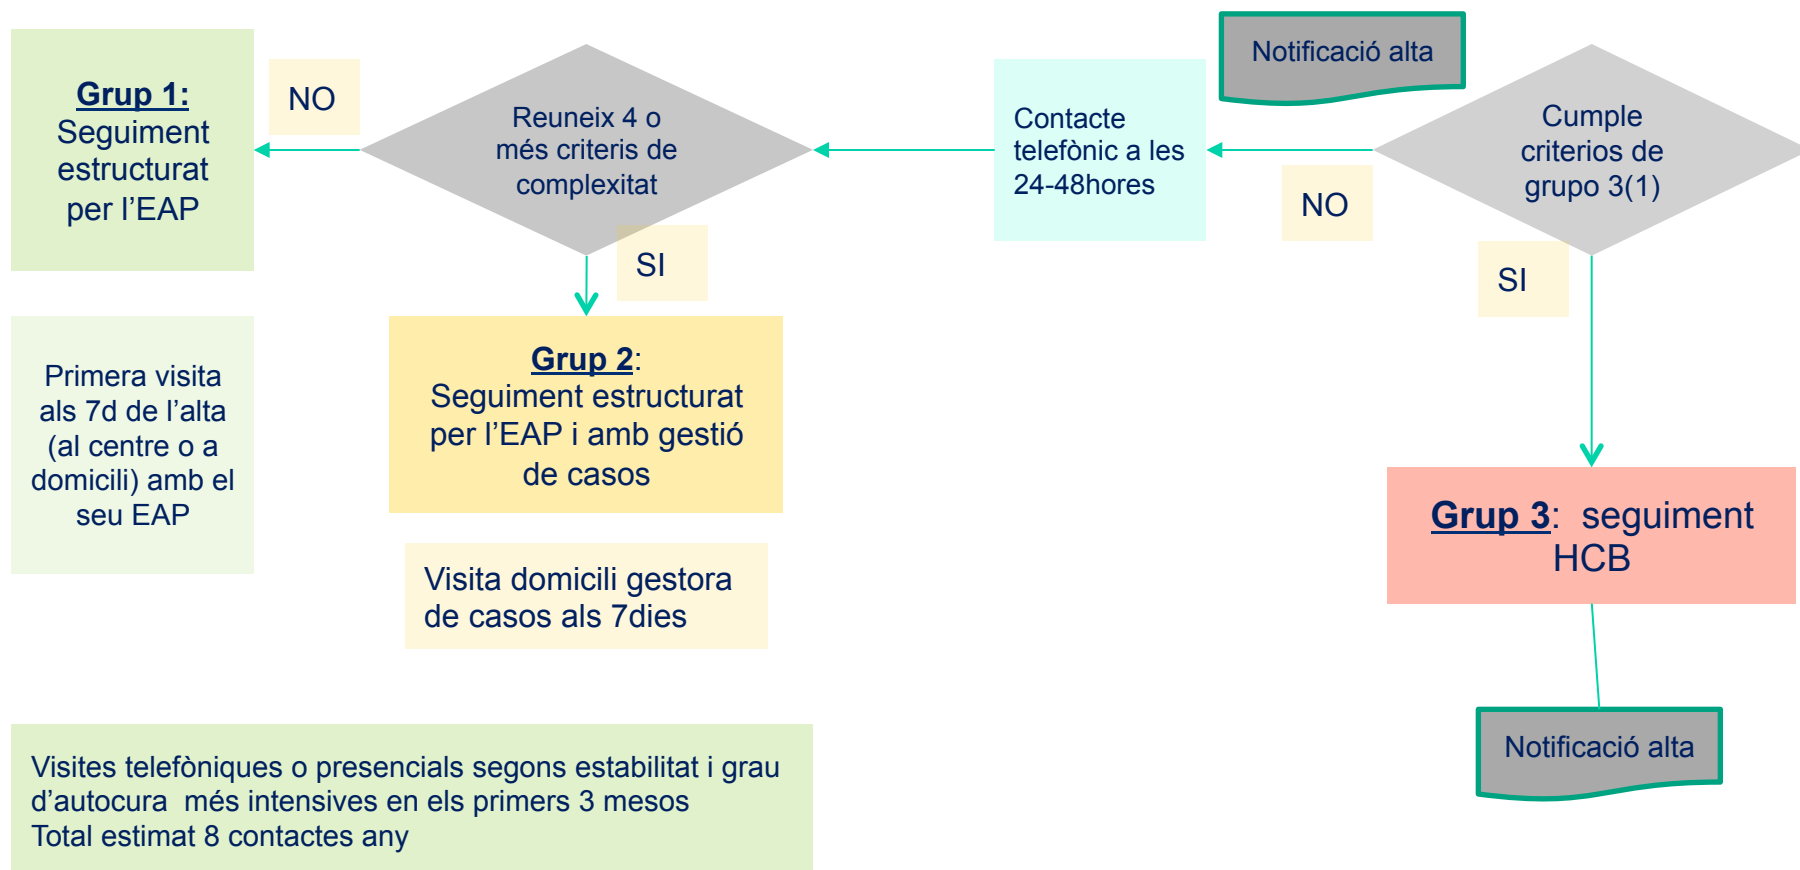 Grup 1:
Seguiment
estructurat
per l’EAP
NO
Reuneix 4 o
més criteris de
complexitat
SI
Contacte
telefònic a les
24-48hores
Notificació alta
NO
Cumple
criterios de
grupo 3(1)
SI
Primera visita
als 7d de l’alta
(al centre o a
domicili) amb el
seu EAP
Grup 2:
Seguiment estructurat
per l’EAP i amb gestió
de casos
Visita domicili gestora
de casos als 7dies
Grup 3:  seguiment
HCB
Notificació alta
Visites telefòniques o presencials segons estabilitat i grau
d’autocura  més intensives en els primers 3 mesos
Total estimat 8 contactes any